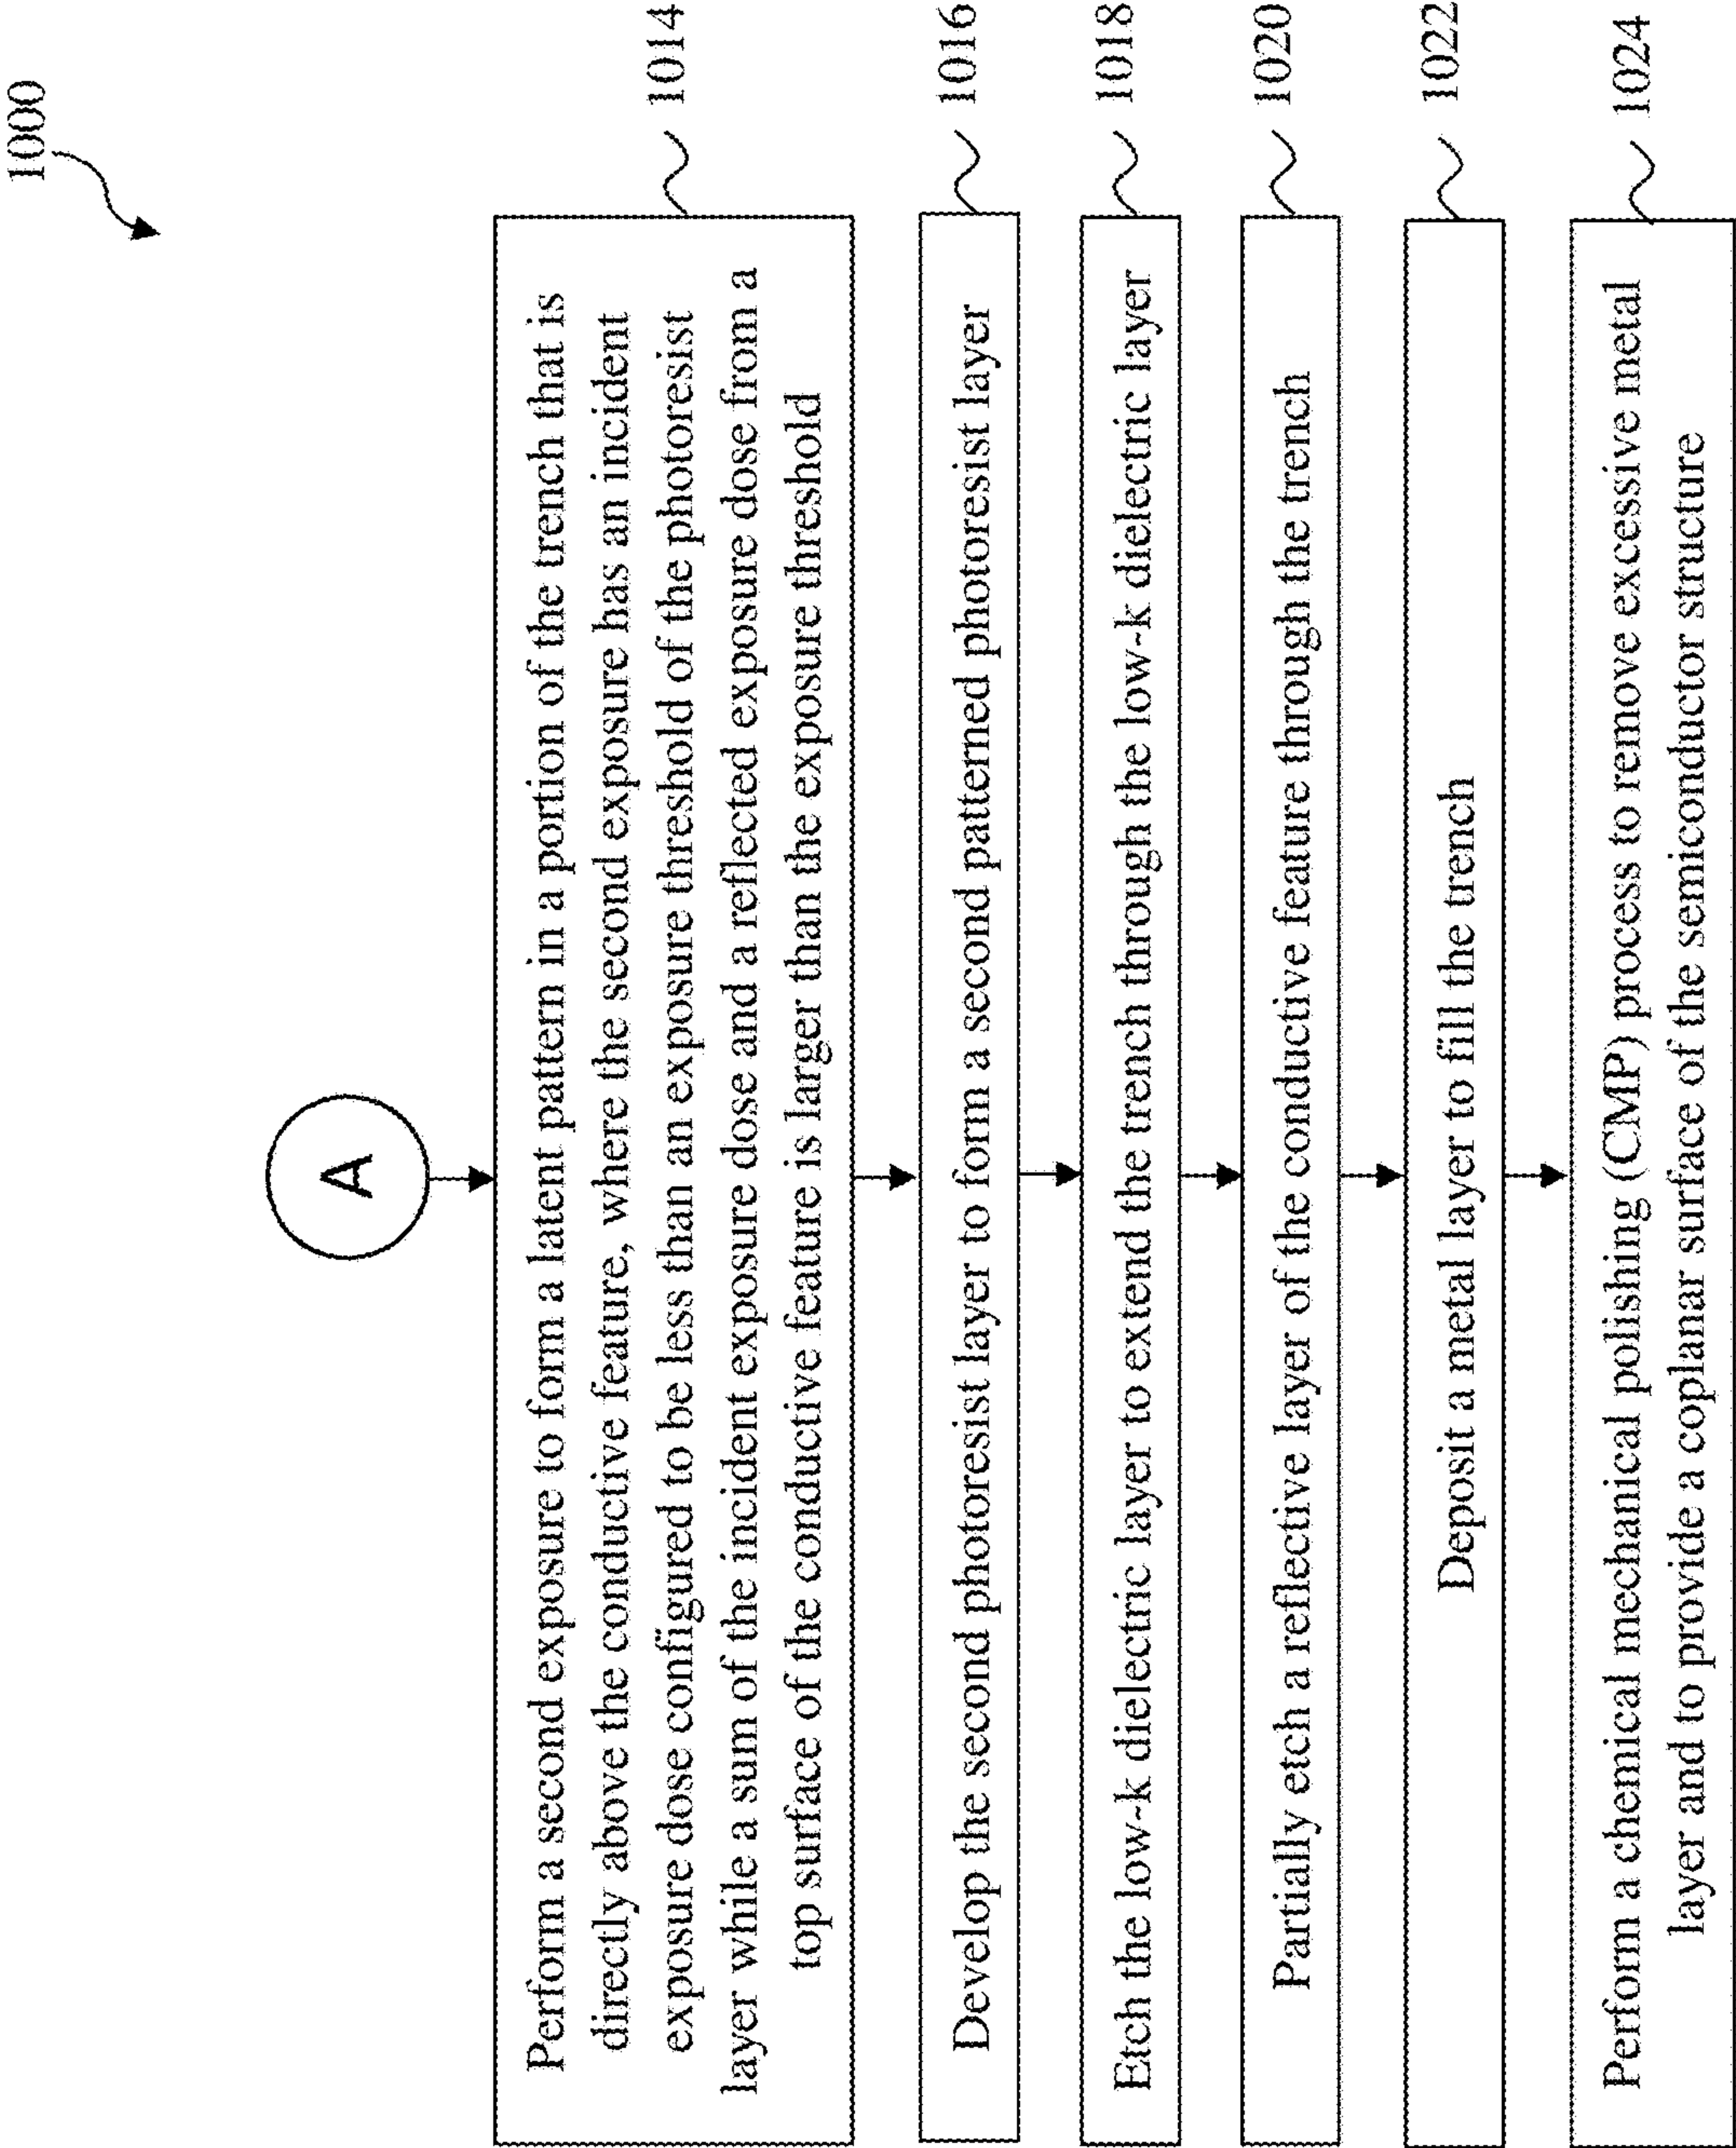 1000
A
Perform a second exposure to form a latent pattern in a portion of the trench that is
directly above the conductive feature, where the second exposure has an incident
exposure dose configured to be less than an exposure threshold of the photoresist
layer while a sum of the incident exposure dose and a reflected exposure dose from a
top surface of the conductive feature is larger than the exposure threshold
1014
Develop the second photoresist layer to form a second patterned photoresist layer
1016
Etch the low-k dielectric layer to extend the trench through the low-k dielectric layer
1018
Partially etch a reflective layer of the conductive feature through the trench
1020
Deposit a metal layer to fill the trench
1022
Perform a chemical mechanical polishing (CMP) process to remove excessive metal
layer and to provide a coplanar surface of the semiconductor structure
1024